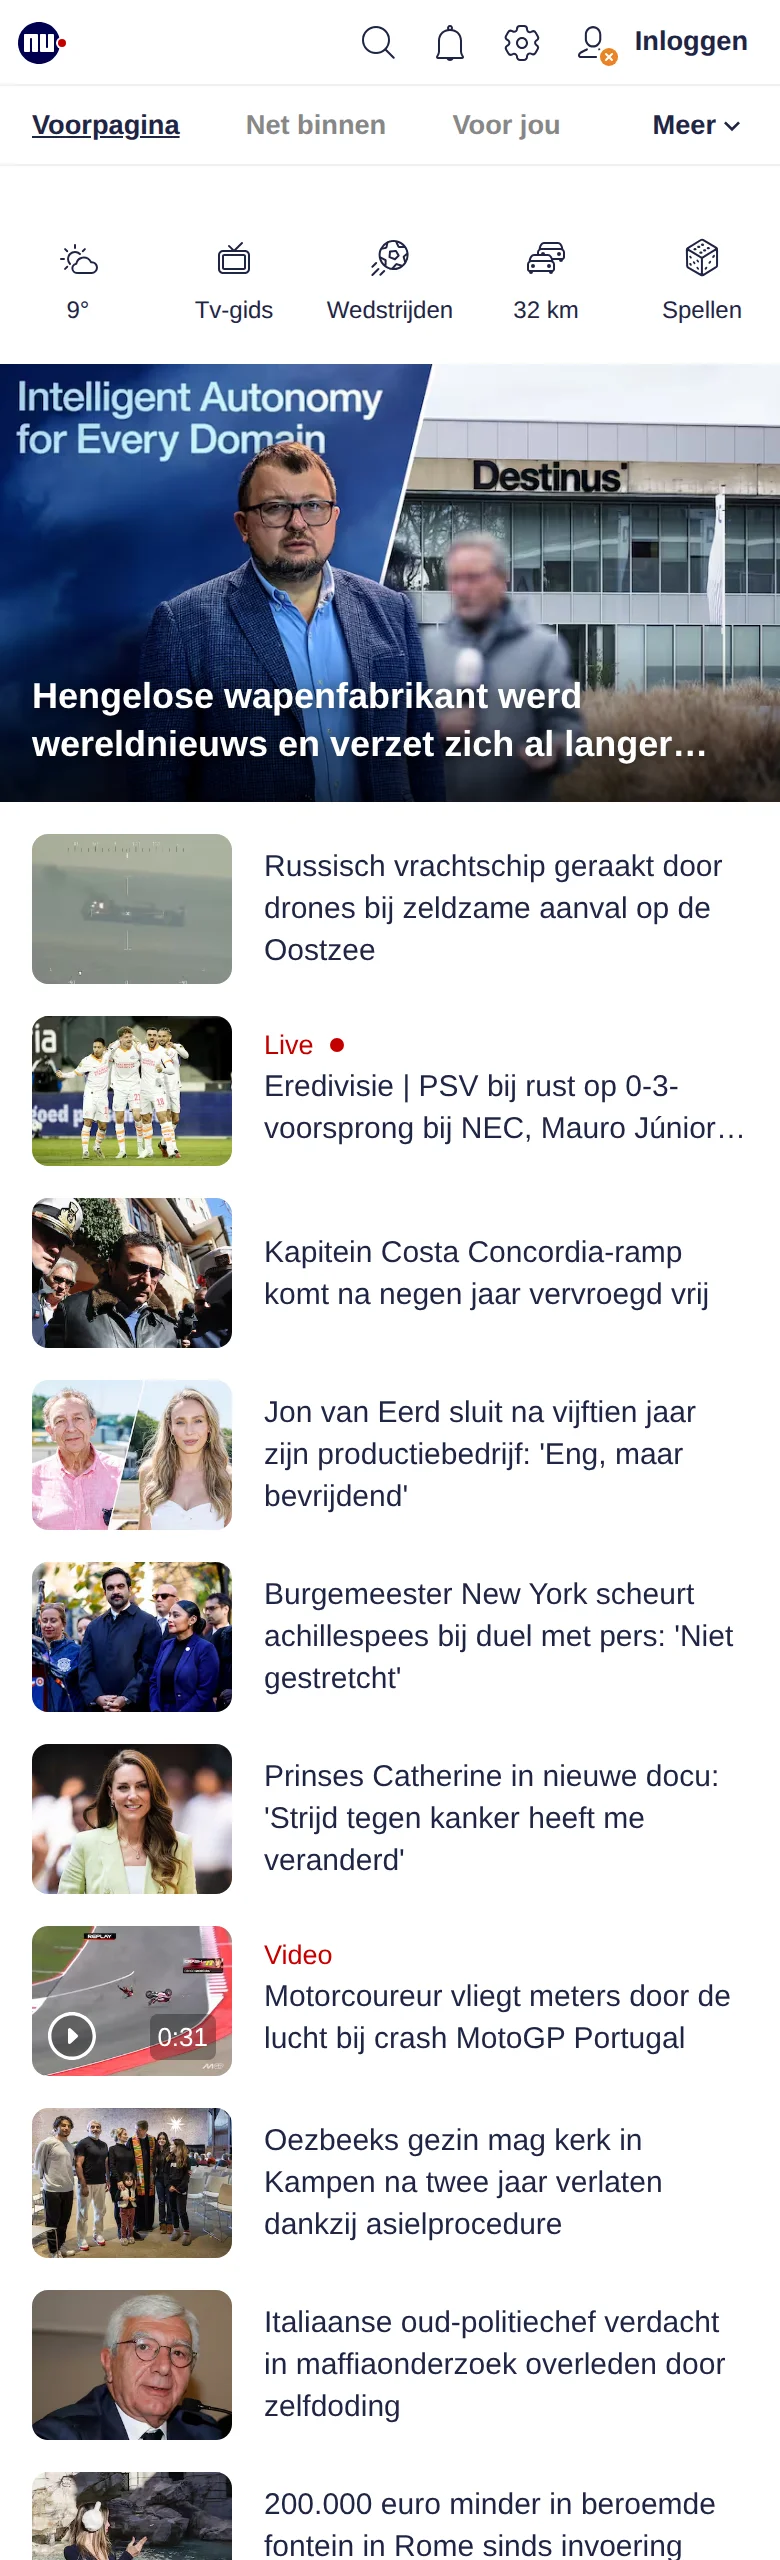 nu
Inloggen
Voorpagina
Net binnen
Voor jou
Meer
9°
Tv-gids
Wedstrijden
32 km
Spellen
Intelligent Autonomy
for Every Domain
Destinus
Hengelose wapenfabrikant werd
wereldnieuws en verzet zich al langer...
Russisch vrachtschip geraakt door
drones bij zeldzame aanval op de
Oostzee
ia
goed p
Live
Eredivisie | PSV bij rust op 0-3-
voorsprong bij NEC, Mauro Júnior...
Kapitein Costa Concordia-ramp
komt na negen jaar vervroegd vrij
Jon van Eerd sluit na vijftien jaar
zijn productiebedrijf: 'Eng, maar
bevrijdend'
Burgemeester New York scheurt
achillespees bij duel met pers: 'Niet
gestretcht'
Prinses Catherine in nieuwe docu:
'Strijd tegen kanker heeft me
veranderd'
REPLAY
0:31
Video
Motorcoureur vliegt meters door de
lucht bij crash MotoGP Portugal
Oezbeeks gezin mag kerk in
Kampen na twee jaar verlaten
dankzij asielprocedure
Italiaanse oud-politiechef verdacht
in maffiaonderzoek overleden door
zelfdoding
200.000 euro minder in beroemde
fontein in Rome sinds invoering